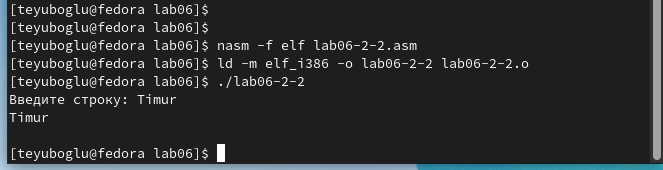 [teyuboglu@fedora lab06]$
[teyuboglu@fedora lab06]$
[teyuboglu@fedora lab06]$ nasm -f elf lab06-2-2.asm
[teyuboglu@fedora lab06]$ ld -m elf_i386 -o lab06-2-2 lab06-2-2.o
[teyuboglu@fedora lab06]$ ./lab06-2-2
Введите строку: Timur
Timur
[teyuboglu@fedora lab06]$